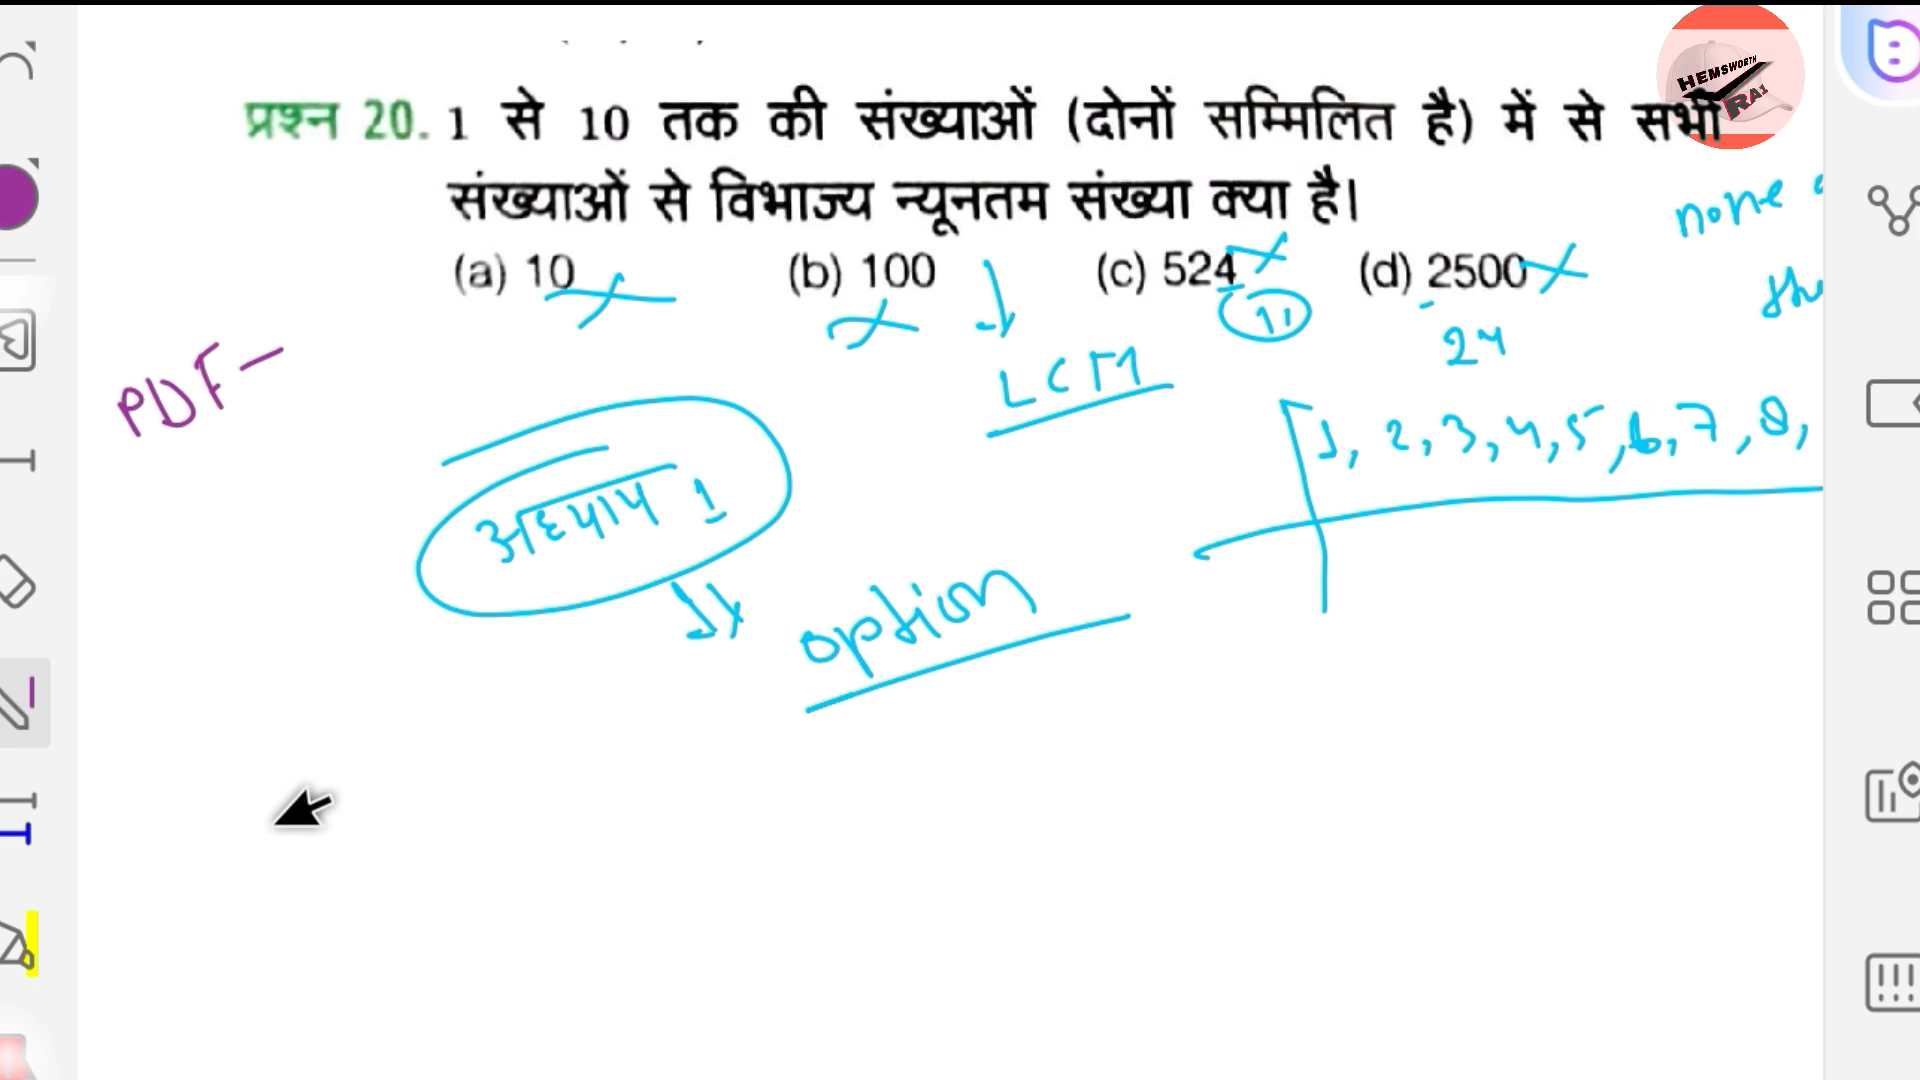 HEMSWORTH
RA1
प्रश्न 20. 1 से 10 तक की संख्याओं (दोनों सम्मिलित है) में से सभी
संख्याओं से विभाज्य न्यूनतम संख्या क्या है।
none
(a) 10 (b) 100 (c) 524 (d) 2500
11
24
PDF-
LCM
1, 2, 3, 4, 5, 6, 7, 8,
अध्याय 1
option